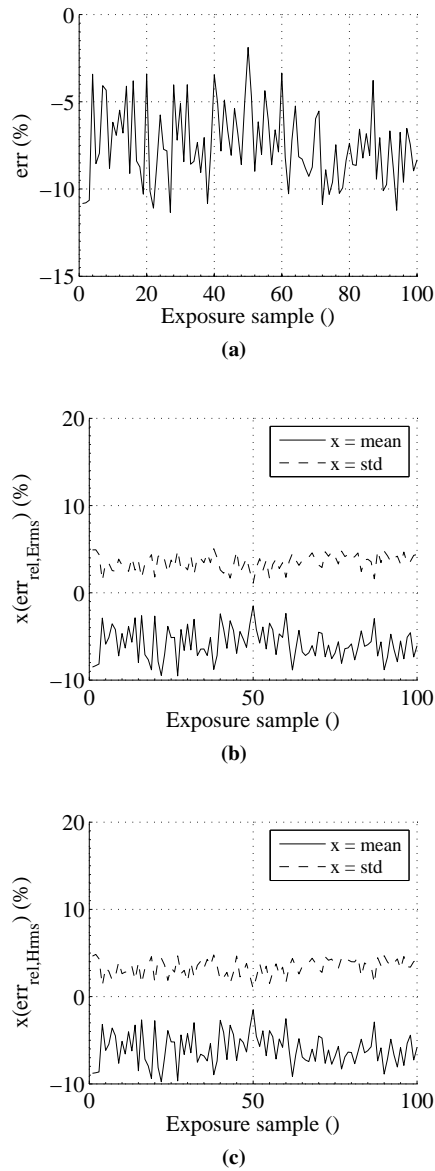 0
−5
−10
−15
err (%)
0 20 40 60 80 100
Exposure sample ()
(a)
20
10
0
−10
x(err_rel,Erms) (%)
x = mean
x = std
0 50 100
Exposure sample ()
(b)
20
10
0
−10
x(err_rel,Hrms) (%)
x = mean
x = std
0 50 100
Exposure sample ()
(c)